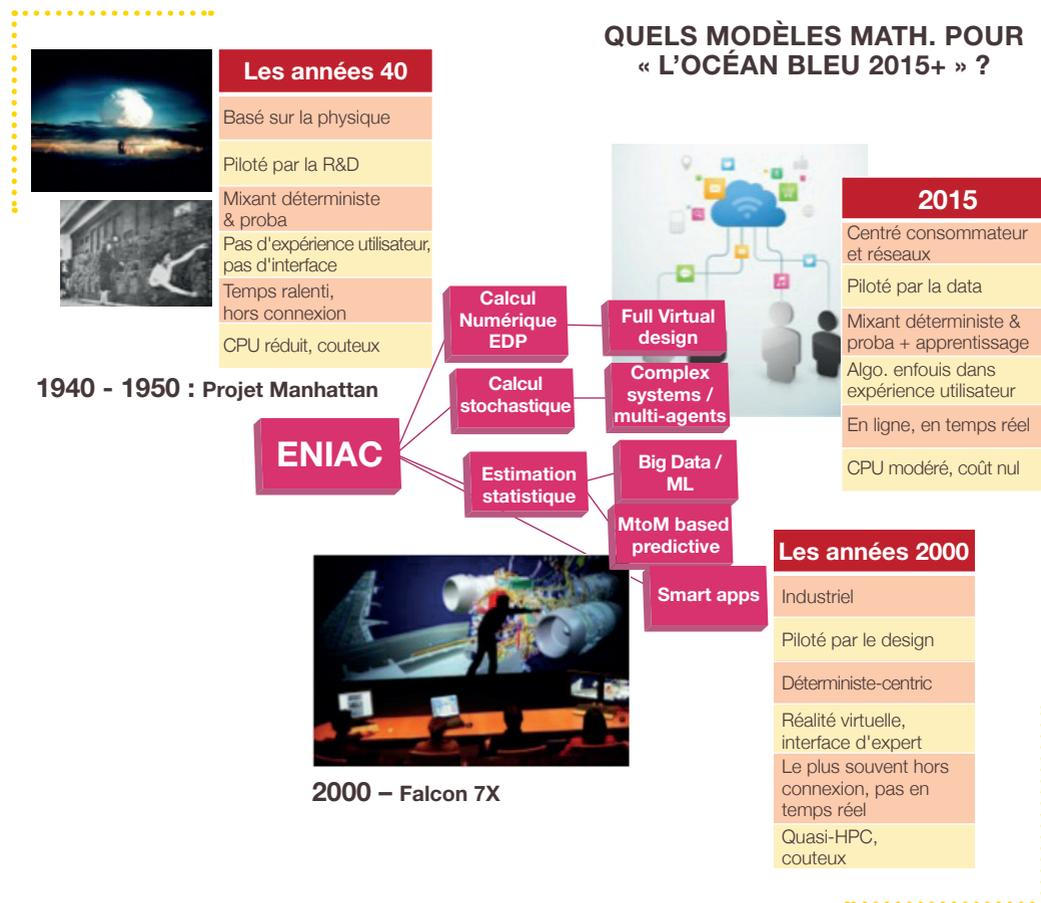 QUELS MODÈLES MATH. POUR
« L'OCÉAN BLEU 2015+ » ?
Les années 40
Basé sur la physique
Piloté par la R&D
Mixant déterministe
& proba
Pas d'expérience utilisateur,
pas d'interface
Temps ralenti,
hors connexion
CPU réduit, couteux
1940 - 1950 : Projet Manhattan
2015
Centré consommateur
et réseaux
Piloté par la data
Mixant déterministe &
proba + apprentissage
Algo. enfouis dans
expérience utilisateur
En ligne, en temps réel
CPU modéré, coût nul
ENIAC
Calcul
Numérique
EDP
Full Virtual
design
Calcul
stochastique
Complex
systems /
multi-agents
Estimation
statistique
Big Data /
ML
MtoM based
predictive
Smart apps
2000 – Falcon 7X
Les années 2000
Industriel
Piloté par le design
Déterministe-centric
Réalité virtuelle,
interface d'expert
Le plus souvent hors
connexion, pas en
temps réel
Quasi-HPC,
couteux